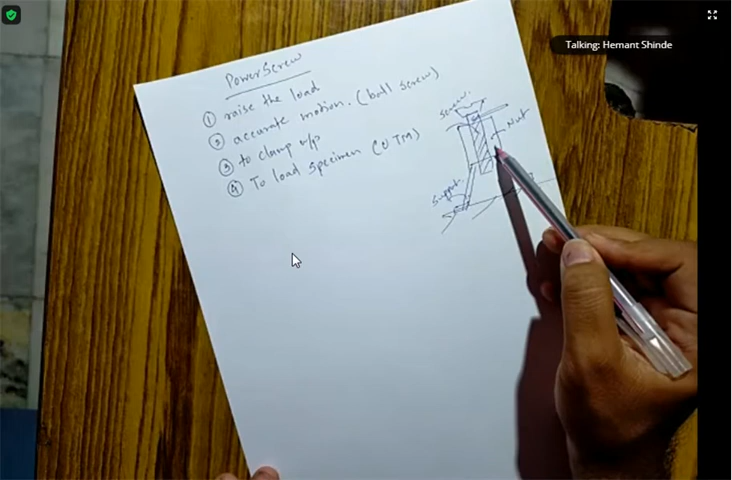 Talking: Hemant Shinde
Power Screw
① raise the load
② accurate motion. (ball screw)
③ to clamp w/p
④ To load specimen (UTM)
screw
Nut
support